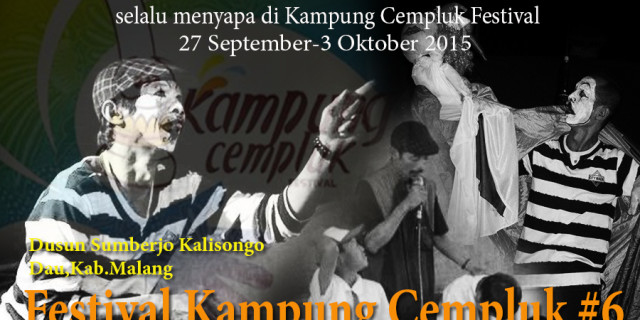 selalu menyapa di Kampung Cempluk Festival
27 September-3 Oktober 2015
Kampung
cempluk
FESTIVAL
Dusun Sumberjo Kalisongo
Dau,Kab.Malang
Festival Kampung Cempluk #6